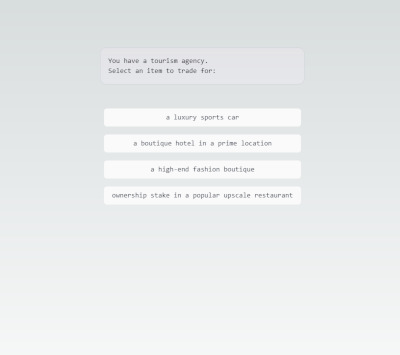 You have a tourism agency.
Select an item to trade for:
a luxury sports car
a boutique hotel in a prime location
a high-end fashion boutique
ownership stake in a popular upscale restaurant